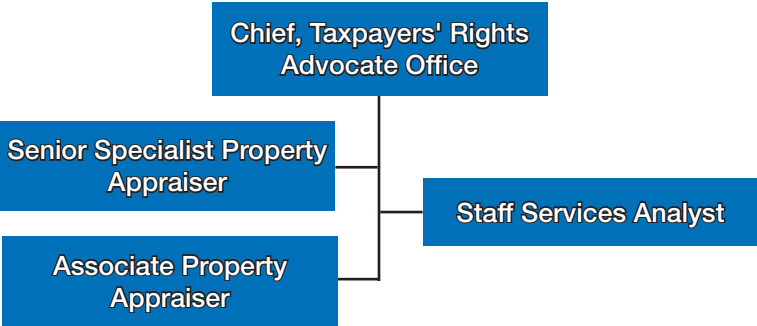 Chief, Taxpayers' Rights
Advocate Office
Senior Specialist Property
Appraiser
Staff Services Analyst
Associate Property
Appraiser